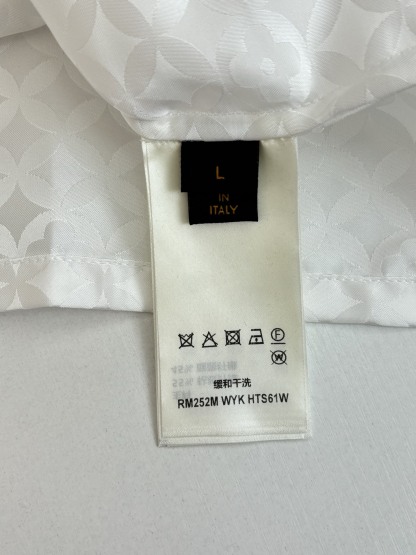 L
IN
ITALY
F
W
缓和干洗
RM252M WYK HTS61W